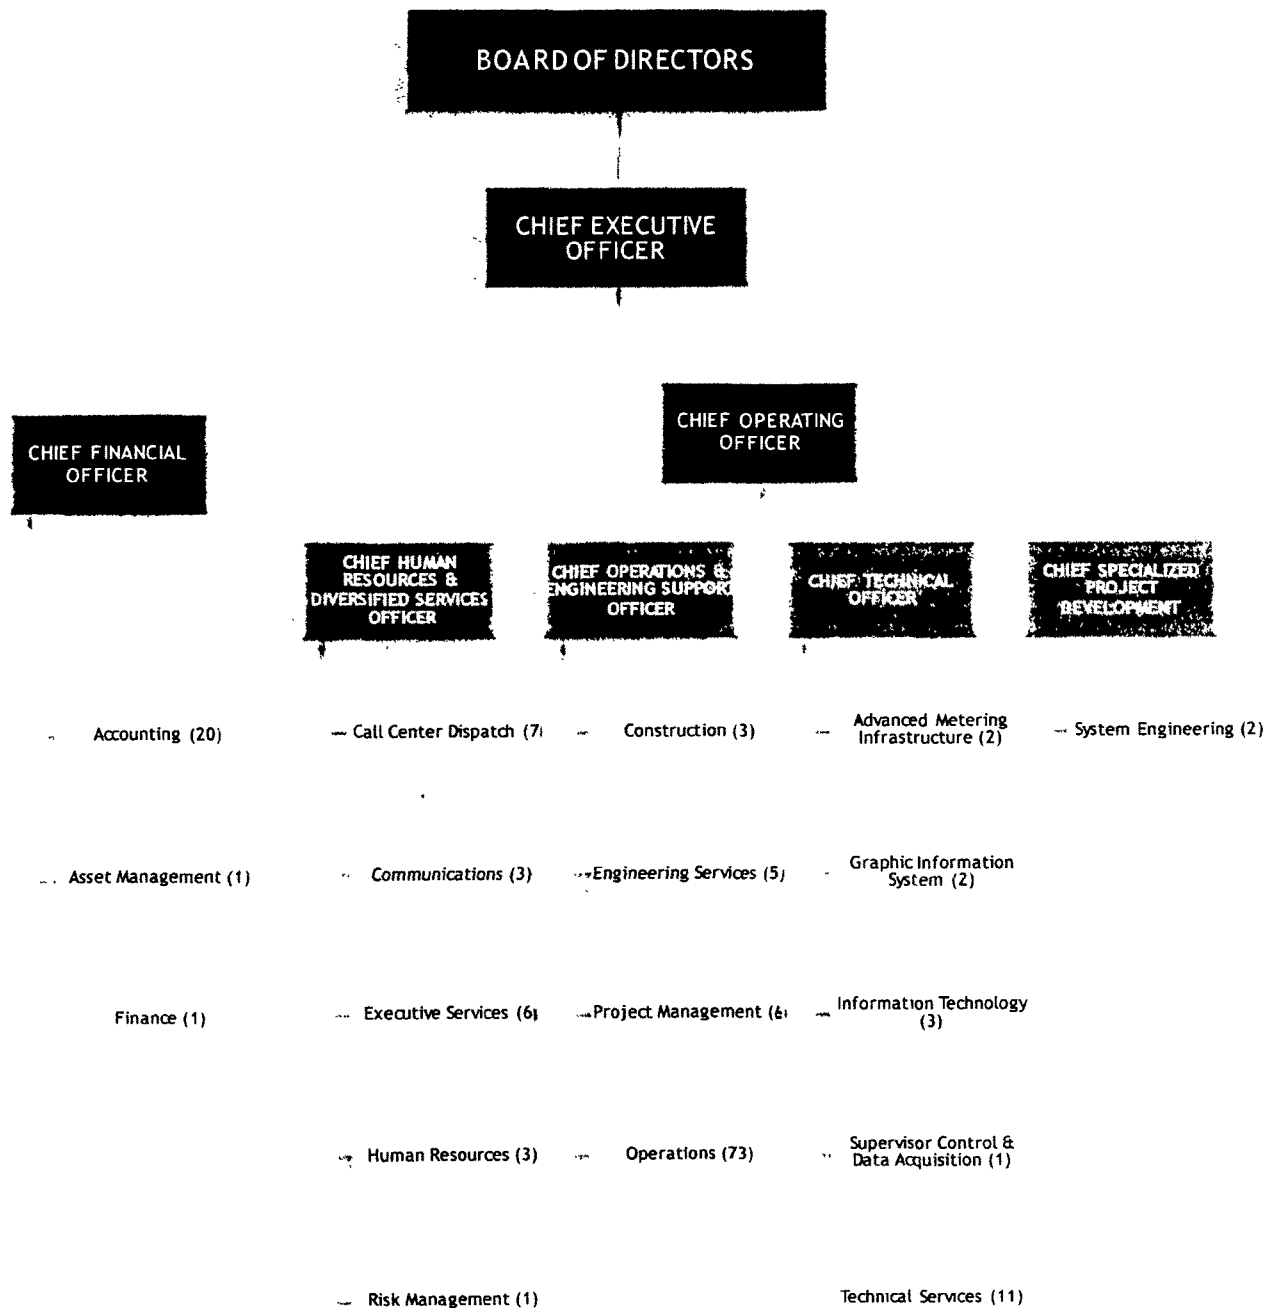 BOARD OF DIRECTORS
CHIEF EXECUTIVE
OFFICER
CHIEF OPERATING
OFFICER
CHIEF FINANCIAL
OFFICER
CHIEF HUMAN
RESOURCES &
DIVERSIFIED SERVICES
OFFICER
CHIEF OPERATIONS &
ENGINEERING SUPPORT
OFFICER
CHIEF TECHNICAL
OFFICER
CHIEF SPECIALIZED
PROJECT
DEVELOPMENT
Accounting (20)
Call Center Dispatch (7)
Construction (3)
Advanced Metering
Infrastructure (2)
System Engineering (2)
Asset Management (1)
Communications (3)
Engineering Services (5)
Graphic Information
System (2)
Finance (1)
Executive Services (6)
Project Management (6)
Information Technology
(3)
Human Resources (3)
Operations (73)
Supervisor Control &
Data Acquisition (1)
Risk Management (1)
Technical Services (11)